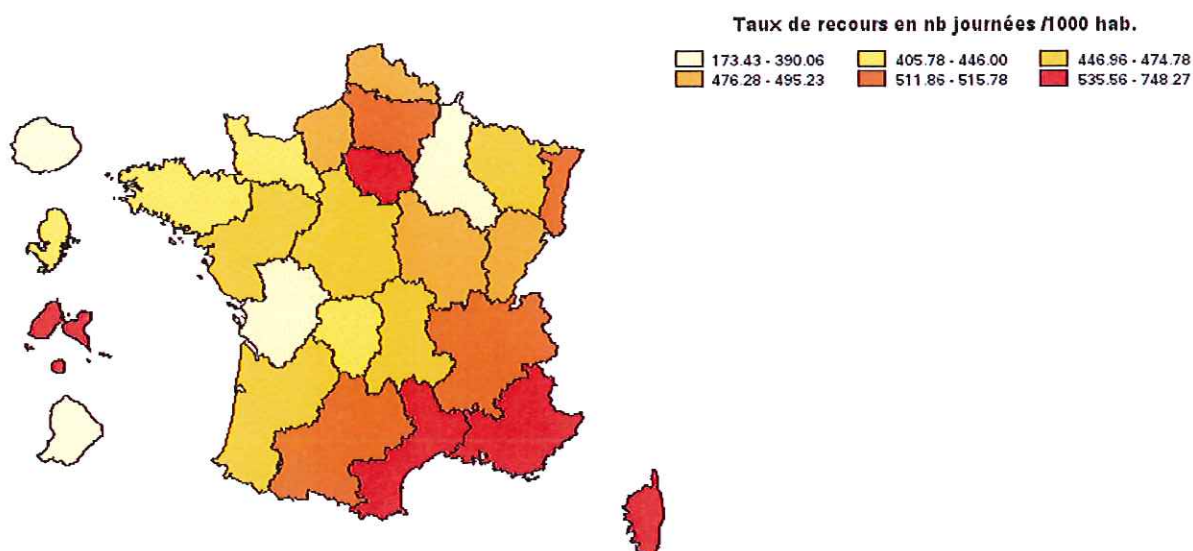 Taux de recours en nb journées /1000 hab.
173.43 - 390.06 405.78 - 446.00 446.96 - 474.78
476.28 - 495.23 511.85 - 515.78 535.56 - 748.27